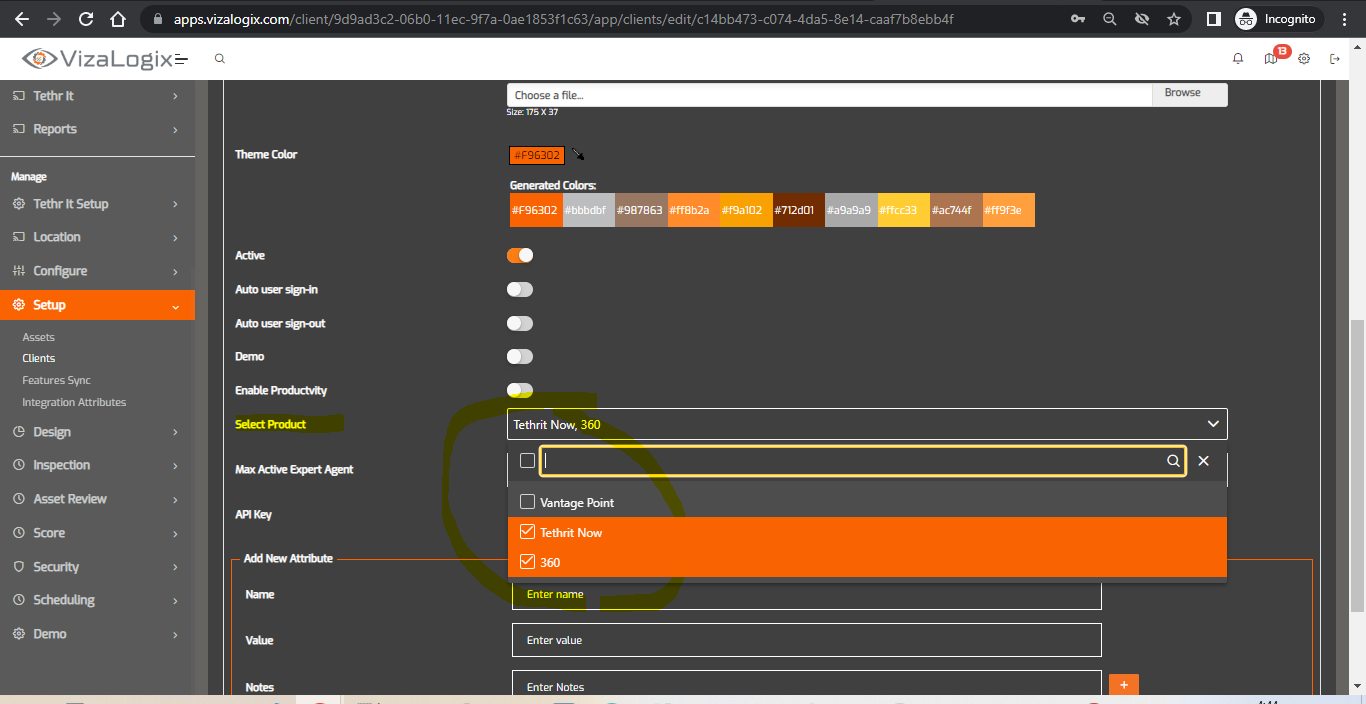 apps.vizalogix.com/client/9d9ad3c2-06b0-11ec-9f7a-0ae1853f1c63/app/clients/edit/c14bb473-c074-4da5-8e14-caaf7b8ebb4f
Incognito
VizaLogix
13
Tethr It
Reports
Manage
Tethr It Setup
Location
Configure
Setup
Assets
Clients
Features Sync
Integration Attributes
Design
Inspection
Asset Review
Score
Security
Scheduling
Demo
Choose a file... Browse
Size: 175 X 37
Theme Color #F96302
Generated Colors:
#F96302 #bbbdbf #987863 #ff8b2a #f9a102 #712d01 #a9a9a9 #ffcc33 #ac744f #ff9f3e
Active
Auto user sign-in
Auto user sign-out
Demo
Enable Productvity
Select Product Tethrit Now, 360
Max Active Expert Agent
Vantage Point
API Key
Tethrit Now
360
Add New Attribute
Name Enter name
Value Enter value
Notes Enter Notes
+